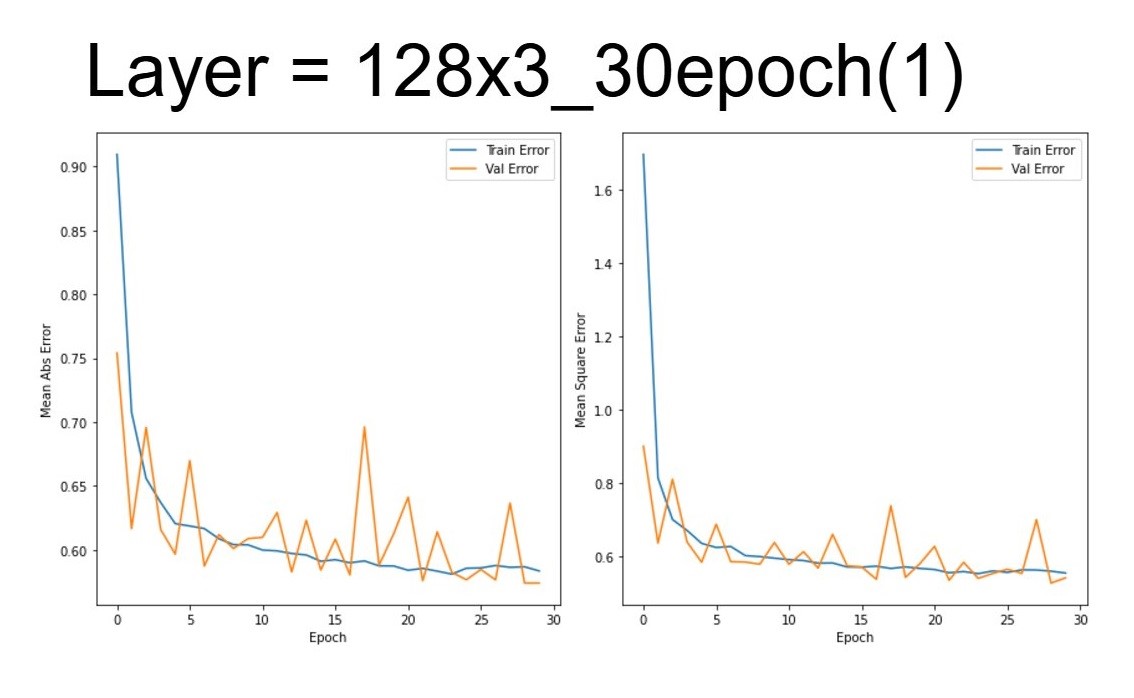 Layer = 128x3_30epoch(1)
Train Error
Val Error
0.90
0.85
0.80
0.75
0.70
0.65
0.60
Mean Abs Error
0 5 10 15 20 25 30
Epoch
Train Error
Val Error
1.6
1.4
1.2
1.0
0.8
0.6
Mean Square Error
0 5 10 15 20 25 30
Epoch